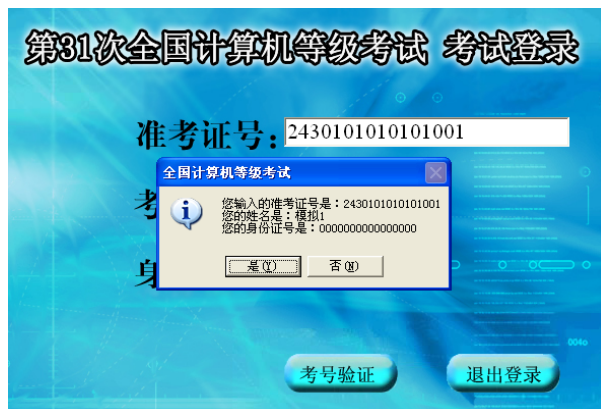 第31次全国计算机等级考试 考试登录
准考证号：2430101010101001
全国计算机等级考试
考
您输入的准考证号是：2430101010101001
您的姓名是：模拟1
您的身份证号是：0000000000000000
身
是(Y) 否(N)
考号验证 退出登录